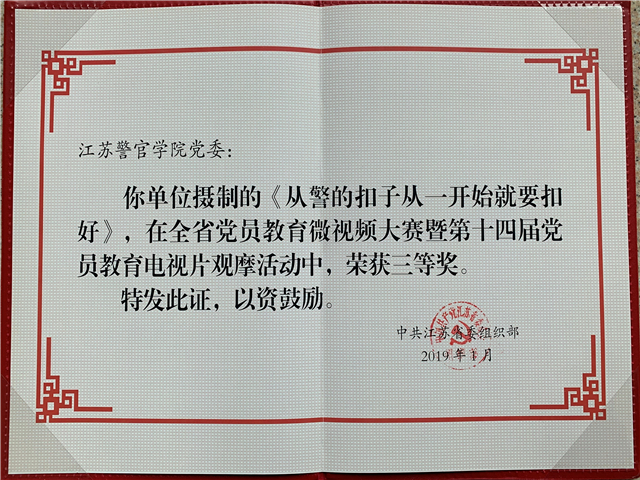 江苏警官学院党委：
你单位摄制的《从警的扣子从一开始就要扣
好》，在全省党员教育微视频大赛暨第十四届党
员教育电视片观摩活动中，荣获三等奖。
特发此证，以资鼓励。
中共江苏省委组织部
2019年1月